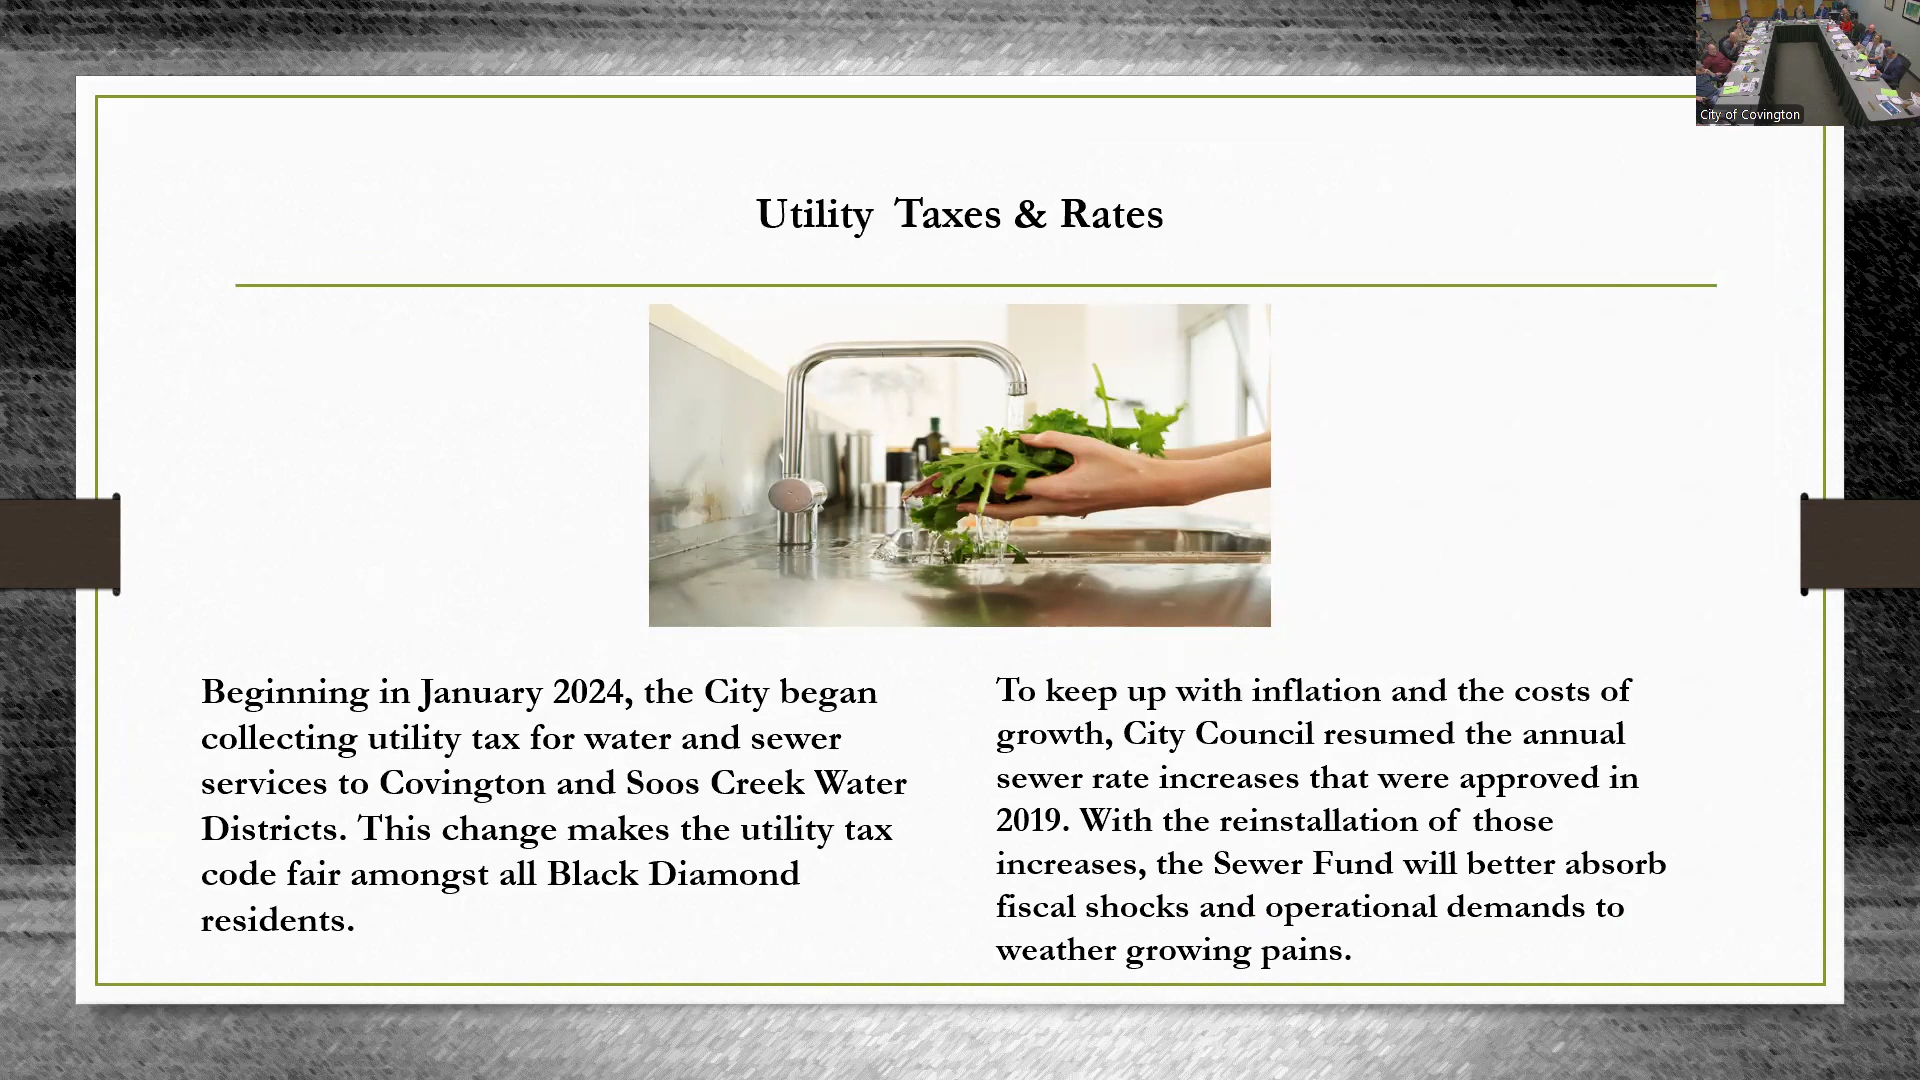 City of Covington
Utility Taxes & Rates
Beginning in January 2024, the City began
collecting utility tax for water and sewer
services to Covington and Soos Creek Water
Districts. This change makes the utility tax
code fair amongst all Black Diamond
residents.
To keep up with inflation and the costs of
growth, City Council resumed the annual
sewer rate increases that were approved in
2019. With the reinstallation of those
increases, the Sewer Fund will better absorb
fiscal shocks and operational demands to
weather growing pains.